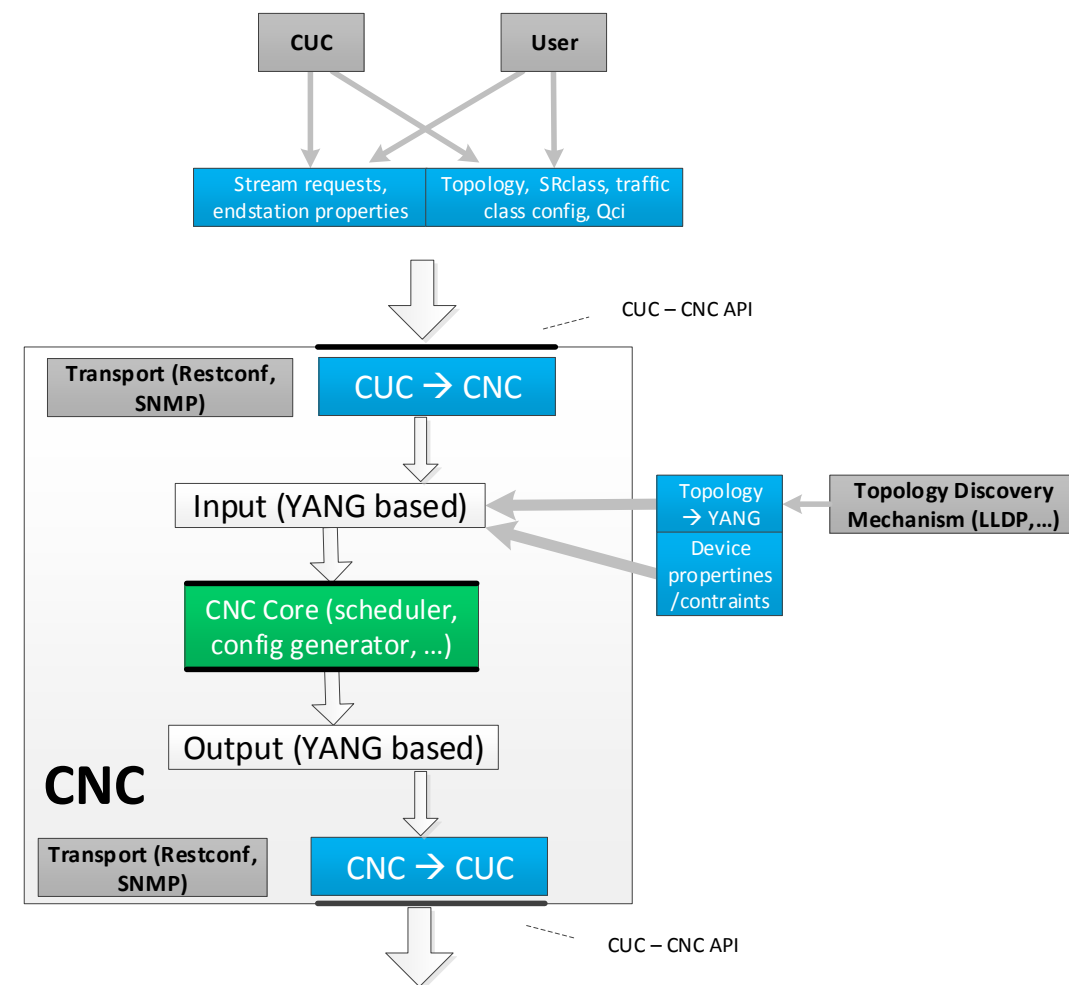 CUC
User
Stream requests,
endstation properties
Topology, SRclass, traffic
class config, Qci
CUC – CNC API
Transport (Restconf,
SNMP)
CUC → CNC
Input (YANG based)
Topology
→ YANG
Topology Discovery
Mechanism (LLDP,...)
Device
propertines
/contraints
CNC Core (scheduler,
config generator, ...)
Output (YANG based)
CNC
Transport (Restconf,
SNMP)
CNC → CUC
CUC – CNC API